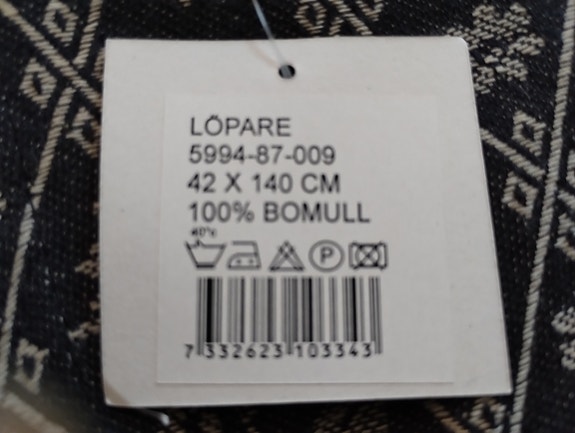 LÖPARE
5994-87-009
42 X 140 CM
100% BOMULL
40°c
P
7 332623 103343